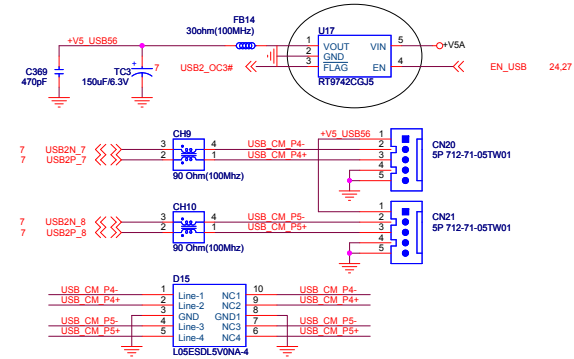 FB14
30ohm(100MHz)
U17
+V5_USB56
1 VOUT VIN 5 +V5A
2 GND
3 FLAG EN 4
RT9742CGJ5
C369
470pF
TC3
150uF/6.3V
7 USB2_OC3#
EN_USB 24,27
CH9
7 USB2N_7 3 4 USB_CM_P4-
7 USB2P_7 2 1 USB_CM_P4+
90 Ohm(100Mhz)
+V5_USB56 1
2
3
4
5
CN20
5P 712-71-05TW01
CH10
7 USB2N_8 3 4 USB_CM_P5-
7 USB2P_8 2 1 USB_CM_P5+
90 Ohm(100Mhz)
1
2
3
4
5
CN21
5P 712-71-05TW01
D15
USB_CM_P4- 1 Line-1 NC1 10 USB_CM_P4-
USB_CM_P4+ 2 Line-2 NC2 9 USB_CM_P4+
3 GND GND1 8
USB_CM_P5- 4 Line-3 NC3 7 USB_CM_P5-
USB_CM_P5+ 5 Line-4 NC4 6 USB_CM_P5+
L05ESDL5V0NA-4